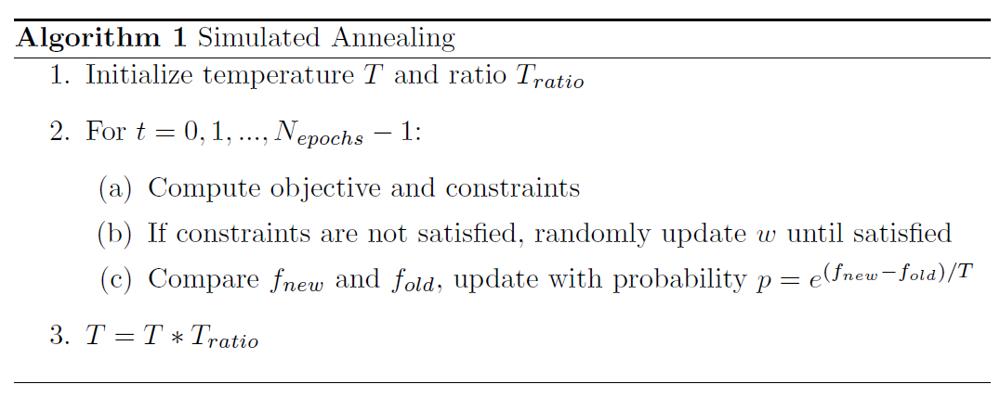 Algorithm 1 Simulated Annealing
1. Initialize temperature T and ratio T_{ratio}
2. For t = 0, 1, ..., N_{epochs} − 1:
(a) Compute objective and constraints
(b) If constraints are not satisfied, randomly update w until satisfied
(c) Compare f_{new} and f_{old}, update with probability p = e^{(f_{new}−f_{old})/T}
3. T = T ∗ T_{ratio}